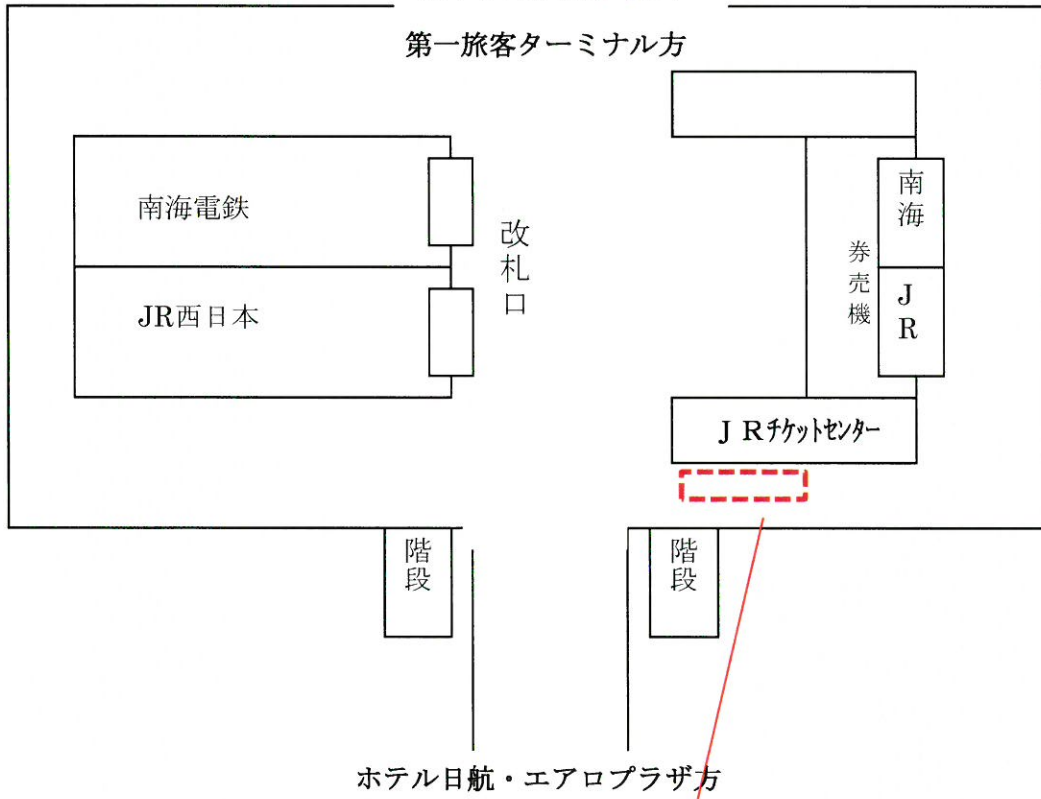 第一旅客ターミナル方
南海電鉄
改札口
南海
券売機
JR西日本
JR
JRチケットセンター
階段
階段
ホテル日航・エアロプラザ方